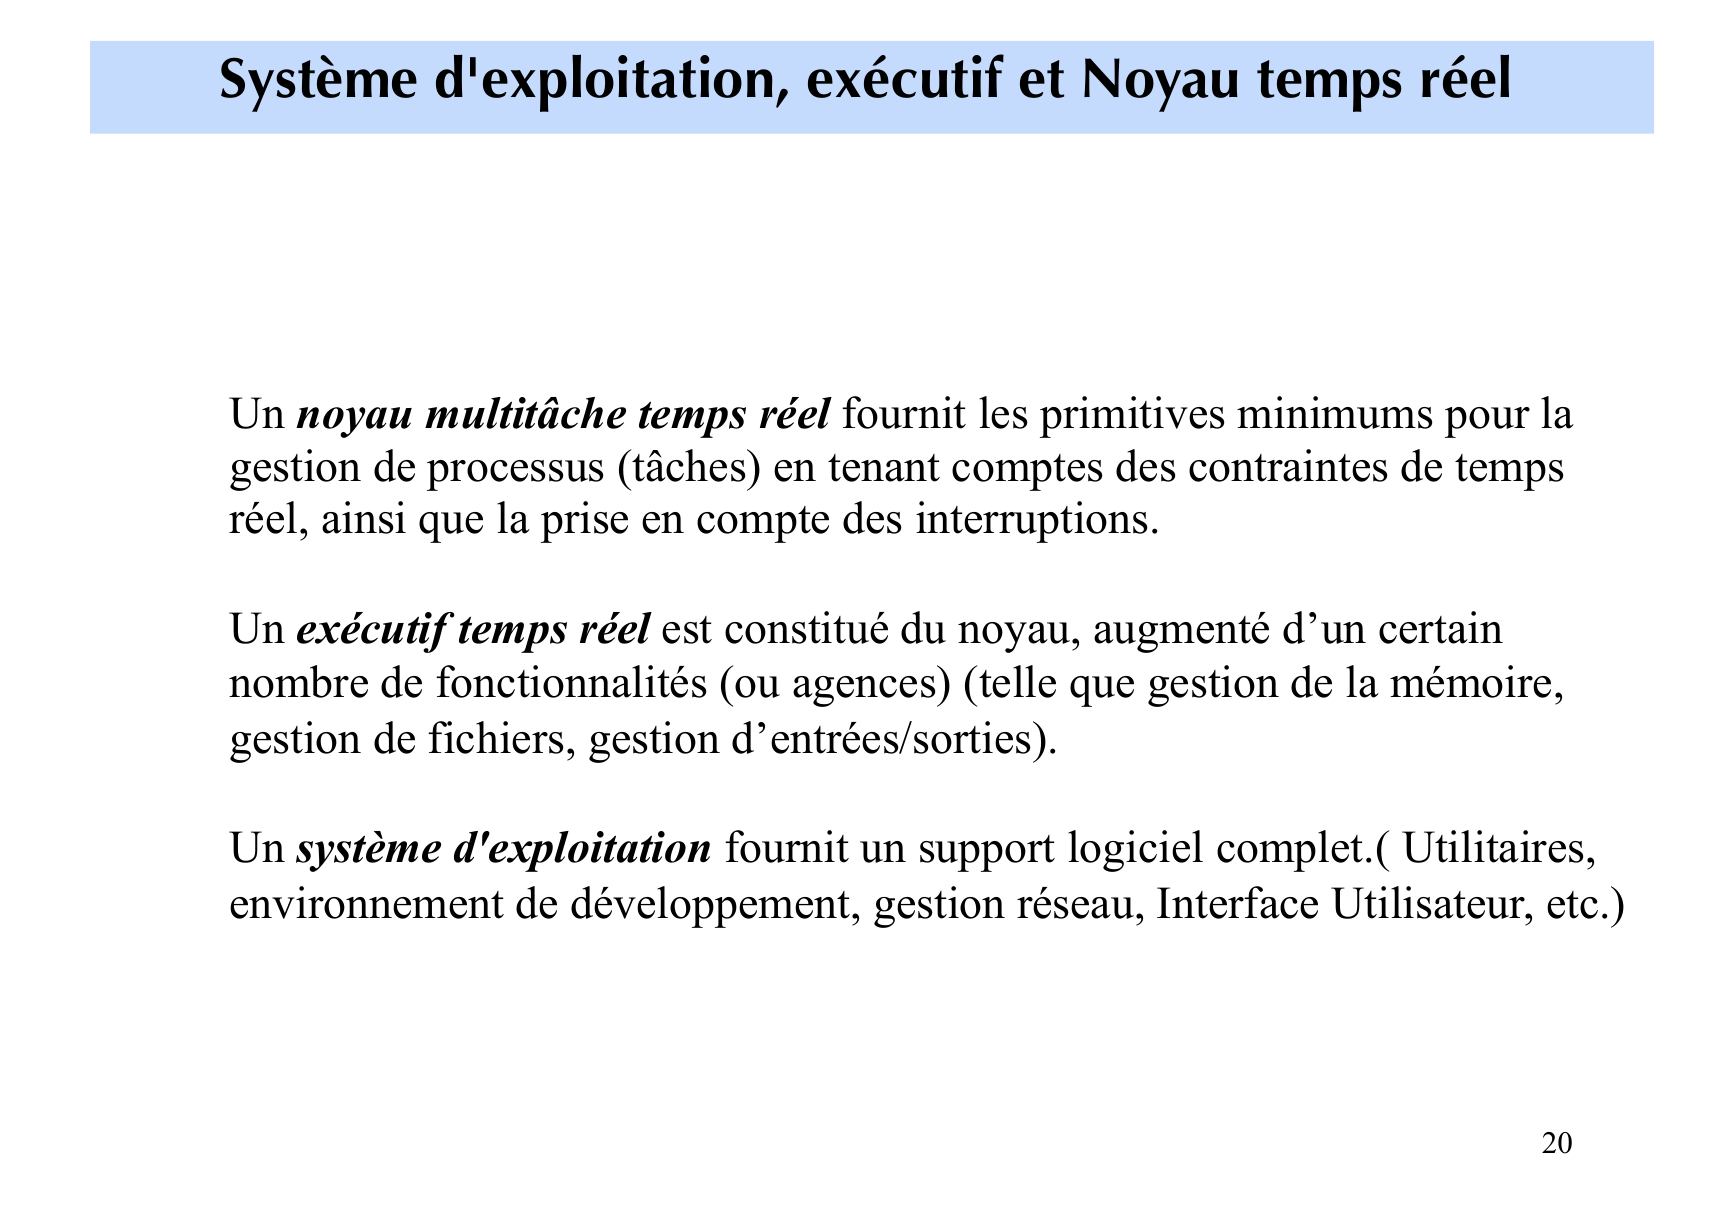 Système d'exploitation, exécutif et Noyau temps réel
Un noyau multitâche temps réel fournit les primitives minimums pour la
gestion de processus (tâches) en tenant comptes des contraintes de temps
réel, ainsi que la prise en compte des interruptions.
Un exécutif temps réel est constitué du noyau, augmenté d’un certain
nombre de fonctionnalités (ou agences) (telle que gestion de la mémoire,
gestion de fichiers, gestion d’entrées/sorties).
Un système d'exploitation fournit un support logiciel complet.( Utilitaires,
environnement de développement, gestion réseau, Interface Utilisateur, etc.)
20